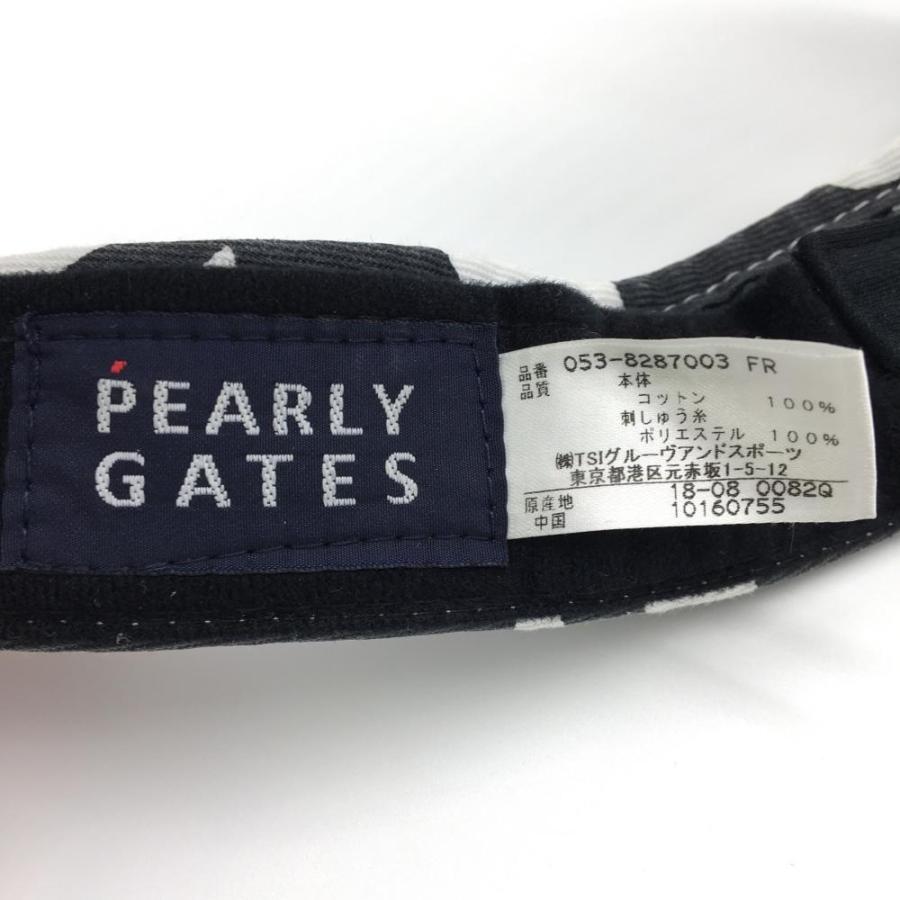 PEARLY
GATES
品番 053-8287003 FR
品質 本体
コットン 100%
刺しゅう糸
ポリエステル 100%
㈱TSIグルーヴアンドスポーツ
東京都港区元赤坂1-5-12
18-08 0082Q
原産地 10160755
中国